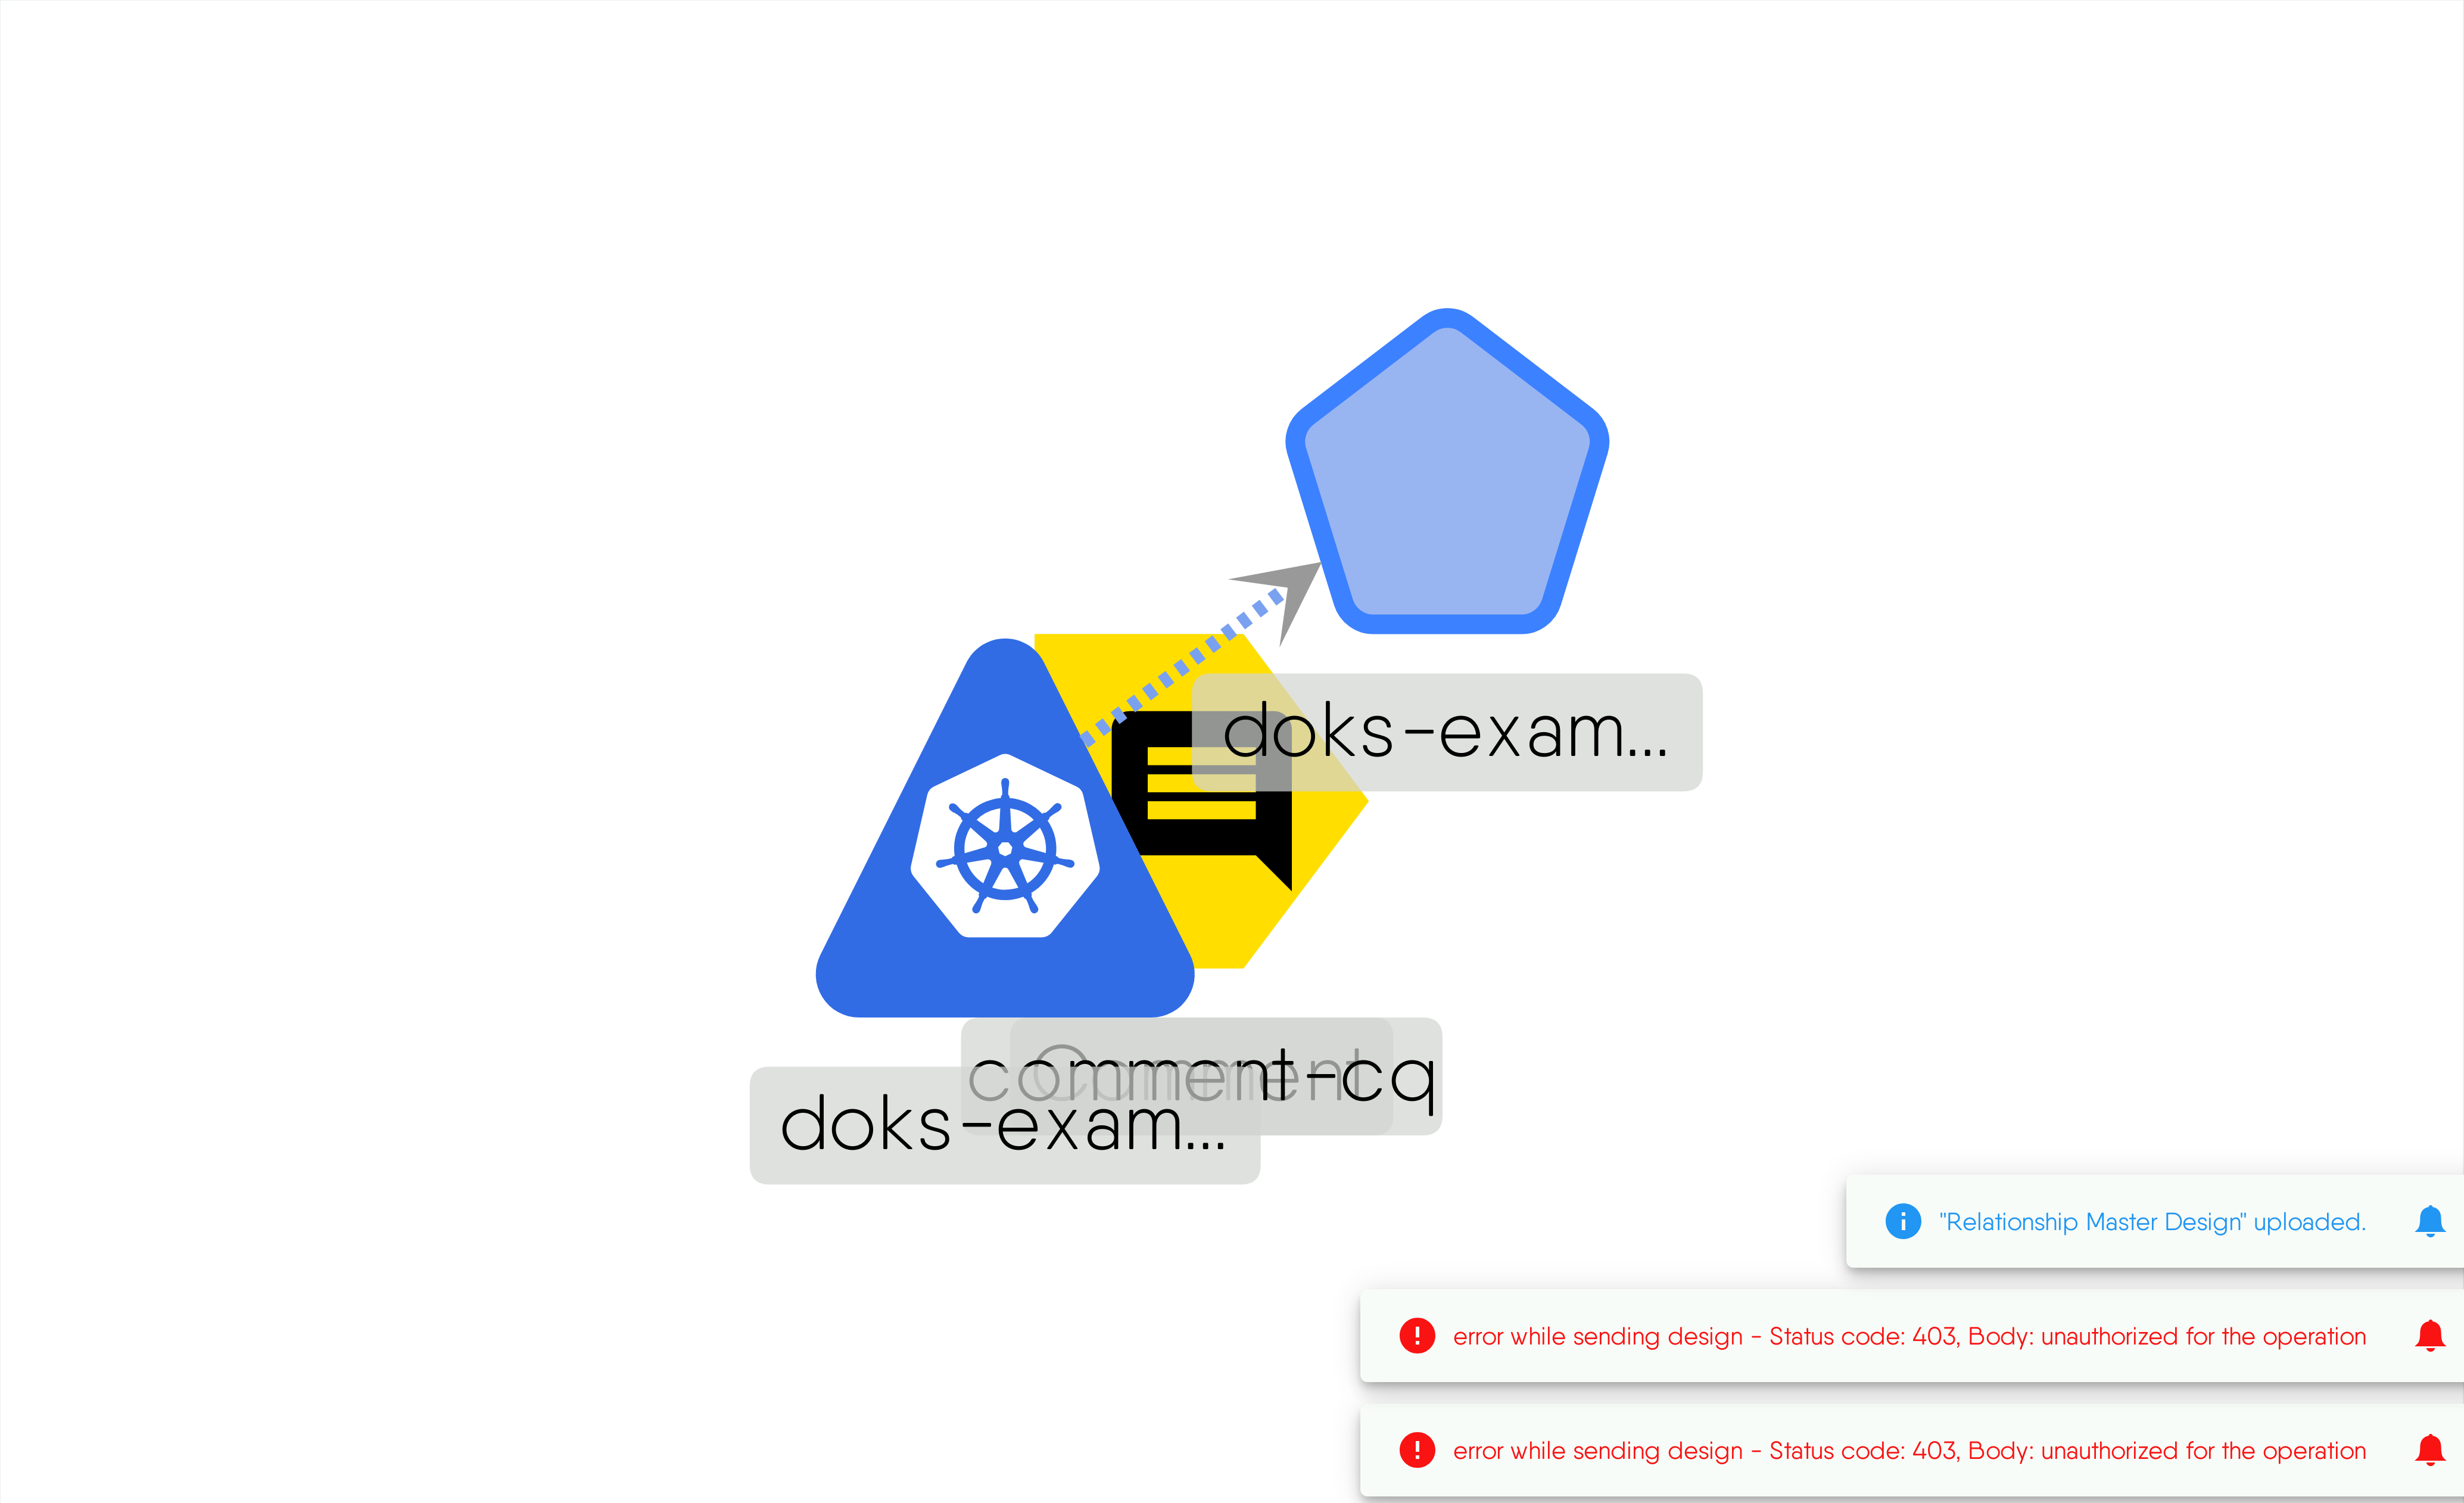 doks-exam...
Comment
comment-cq
doks-exam...
"Relationship Master Design" uploaded.
error while sending design - Status code: 403, Body: unauthorized for the operation
error while sending design - Status code: 403, Body: unauthorized for the operation